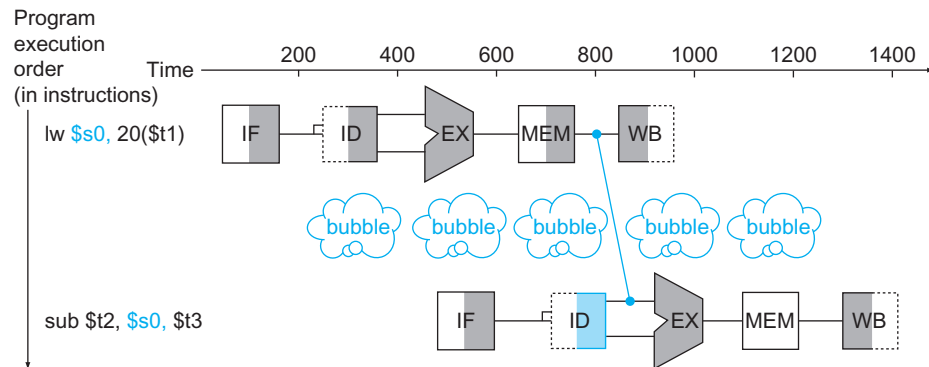 Program
execution
order
(in instructions)
Time
200 400 600 800 1000 1200 1400
lw $s0, 20($t1)
IF ID EX MEM WB
bubble bubble bubble bubble bubble
sub $t2, $s0, $t3
IF ID EX MEM WB